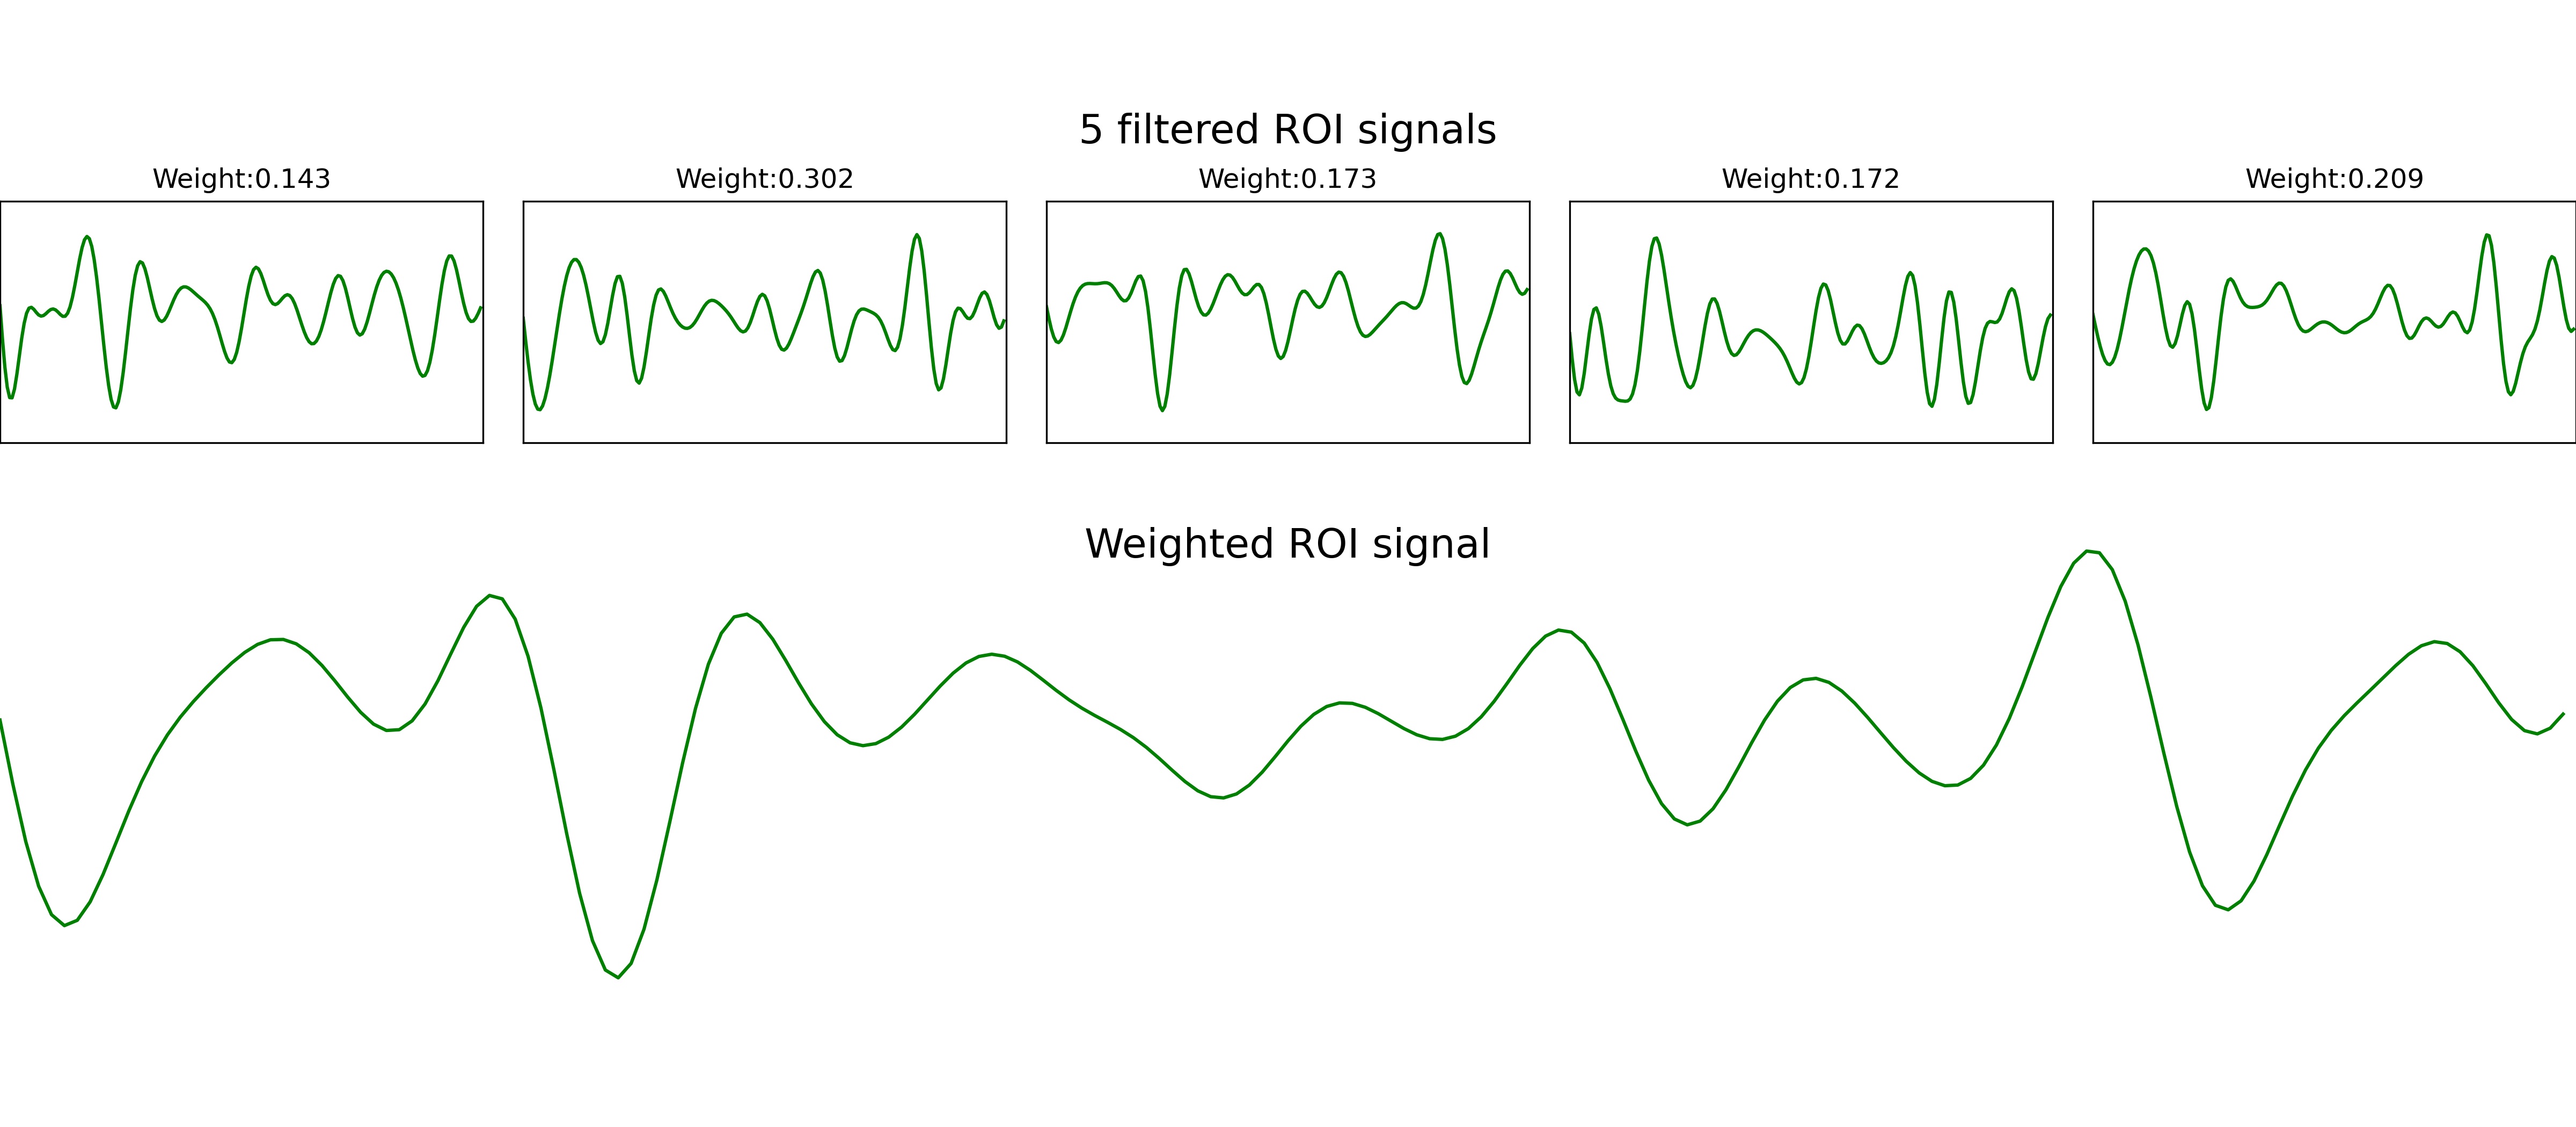 5 filtered ROI signals
Weight:0.143
Weight:0.302
Weight:0.173
Weight:0.172
Weight:0.209
Weighted ROI signal